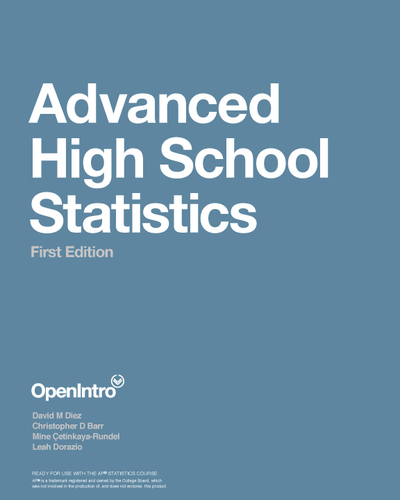 Advanced
High School
Statistics
First Edition
OpenIntro
David M Diez
Christopher D Barr
Mine Çetinkaya-Rundel
Leah Dorazio
READY FOR USE WITH THE AP® STATISTICS COURSE.
AP® is a trademark registered and owned by the College Board, which
was not involved in the production of, and does not endorse, this product.